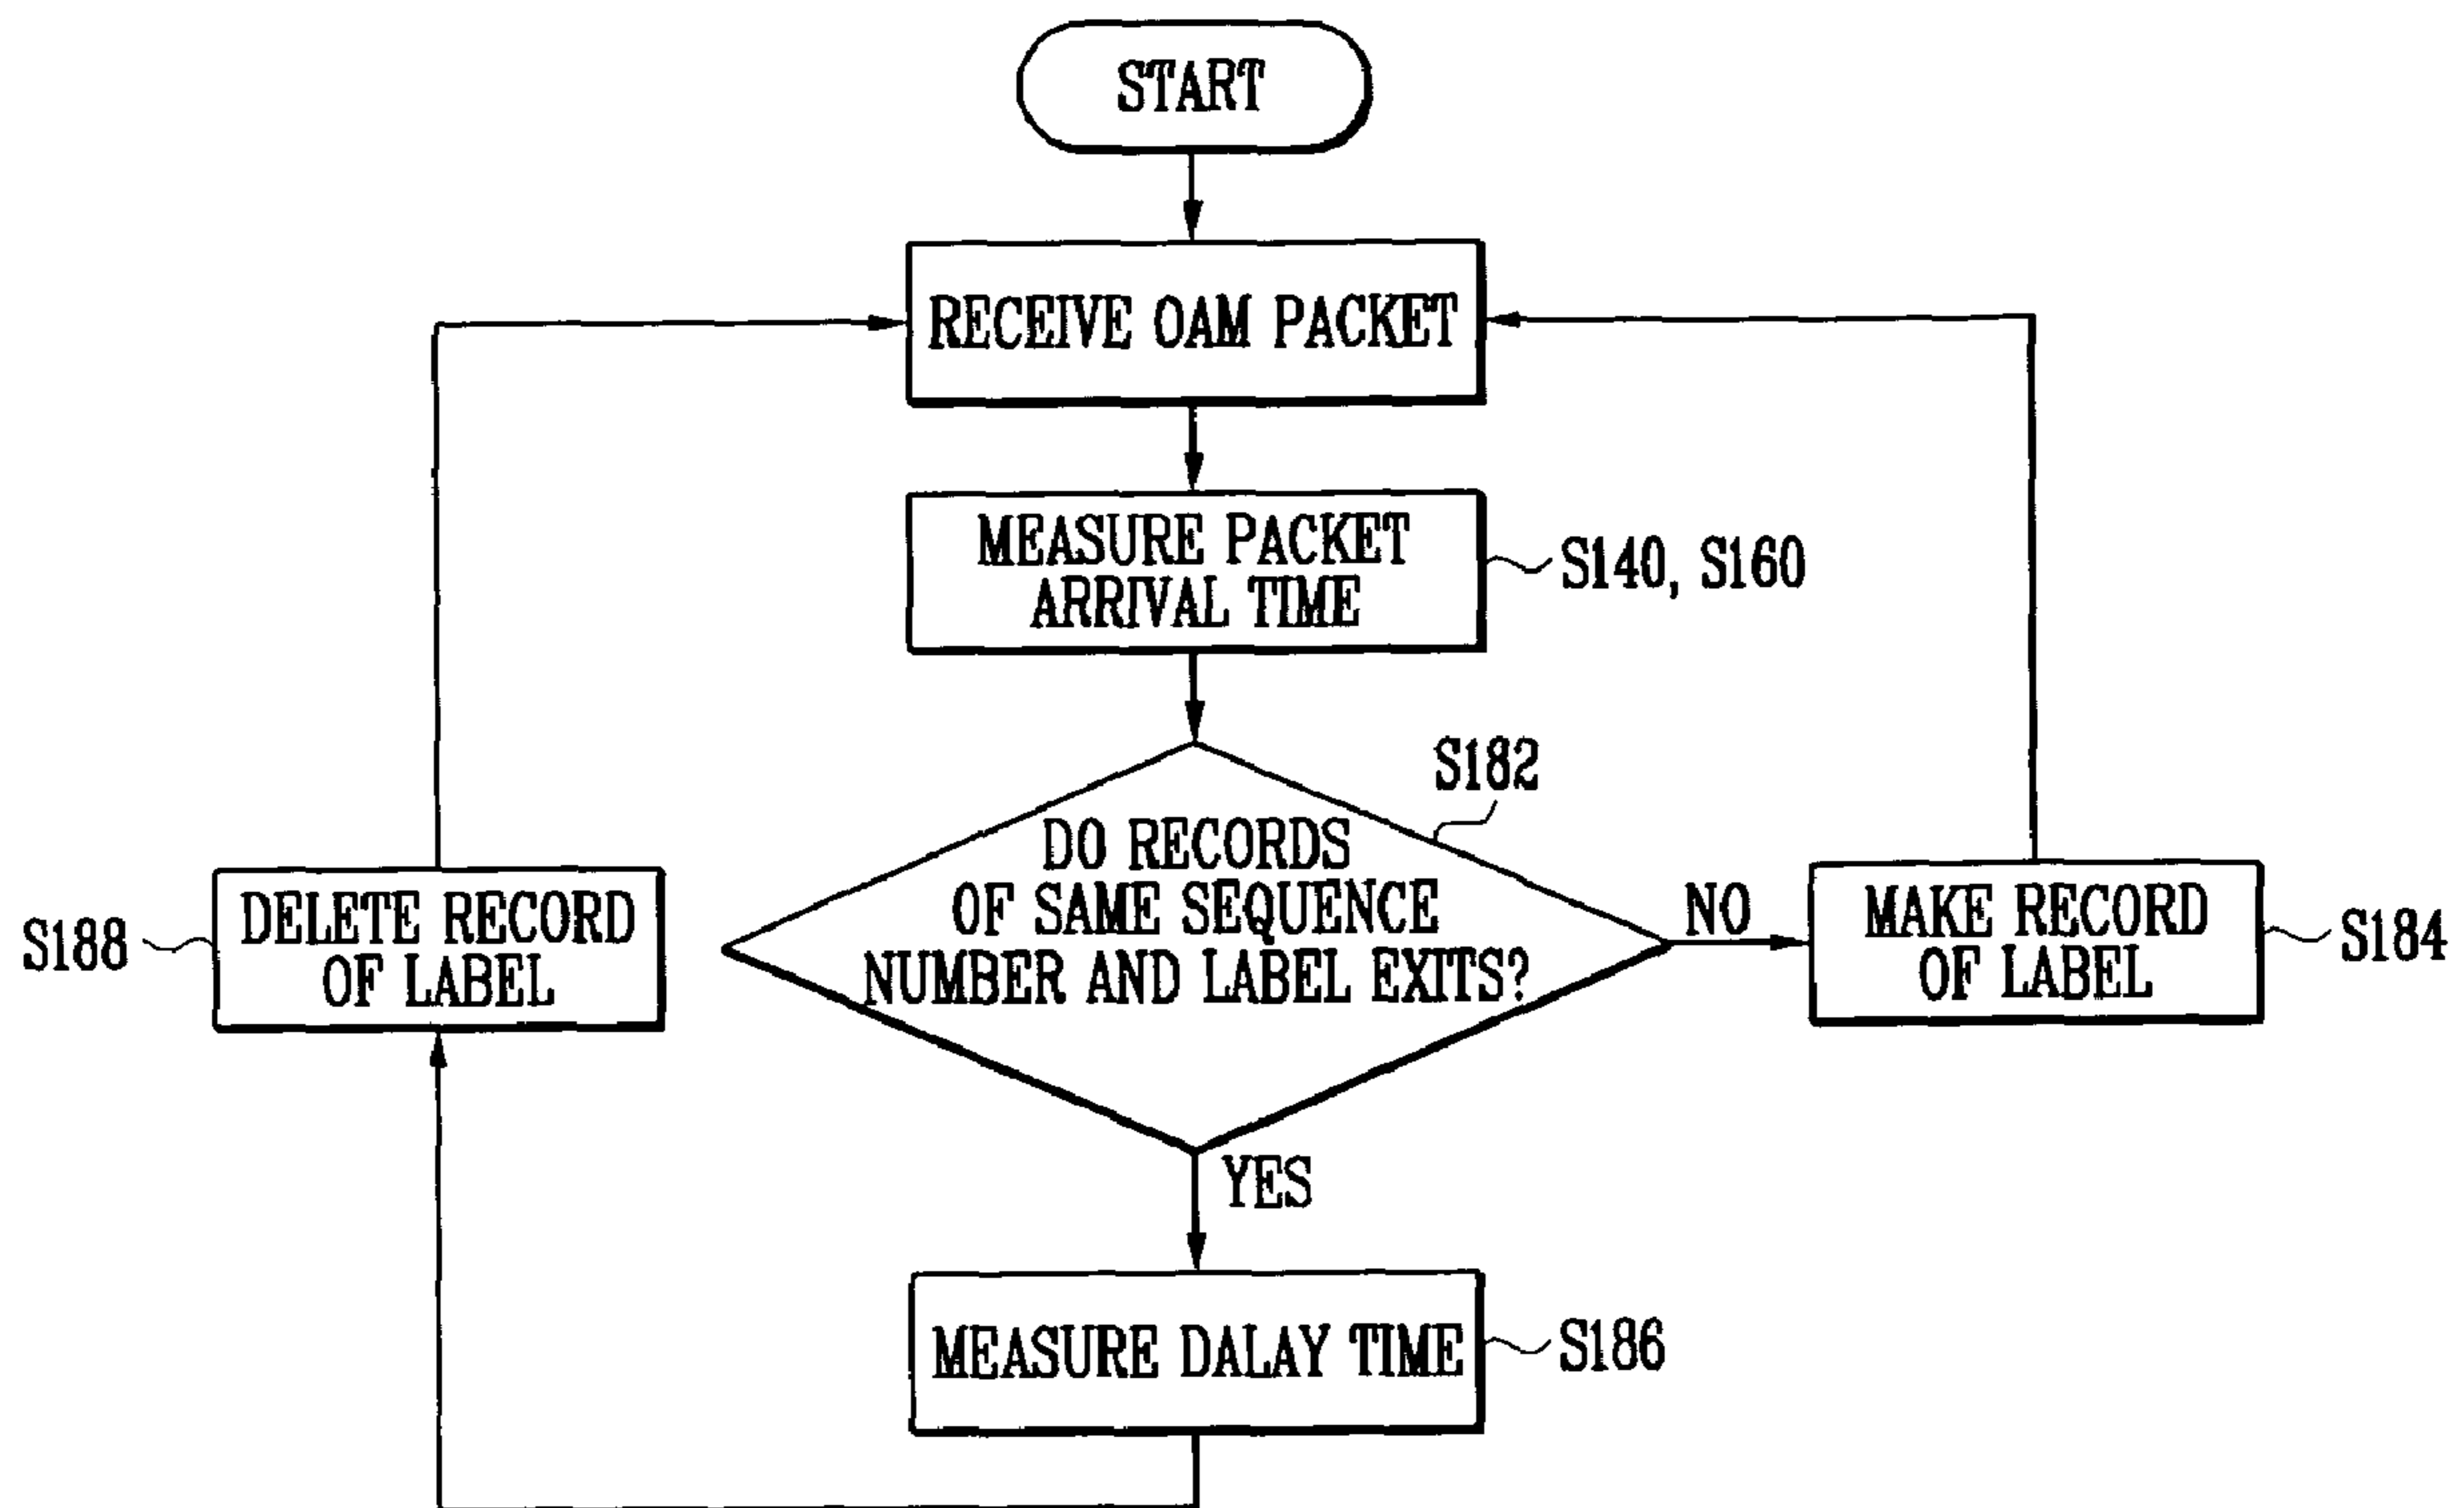 START
RECEIVE OAM PACKET
MEASURE PACKET
ARRIVAL TIME
S140, S160
S182
DO RECORDS
OF SAME SEQUENCE
NUMBER AND LABEL EXITS?
NO
MAKE RECORD
OF LABEL
S184
S188
DELETE RECORD
OF LABEL
YES
MEASURE DALAY TIME
S186